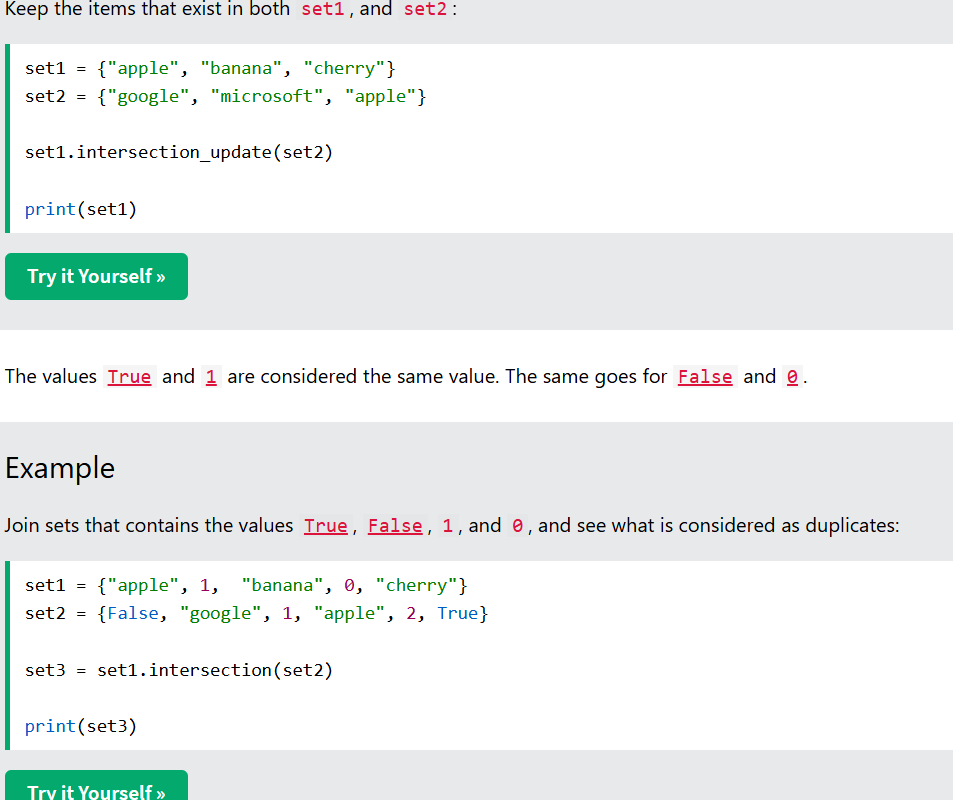 Keep the items that exist in both set1, and set2:
set1 = {"apple", "banana", "cherry"}
set2 = {"google", "microsoft", "apple"}
set1.intersection_update(set2)
print(set1)
Try it Yourself »
The values True and 1 are considered the same value. The same goes for False and 0.
Example
Join sets that contains the values True, False, 1, and 0, and see what is considered as duplicates:
set1 = {"apple", 1,  "banana", 0, "cherry"}
set2 = {False, "google", 1, "apple", 2, True}
set3 = set1.intersection(set2)
print(set3)
Try it Yourself »